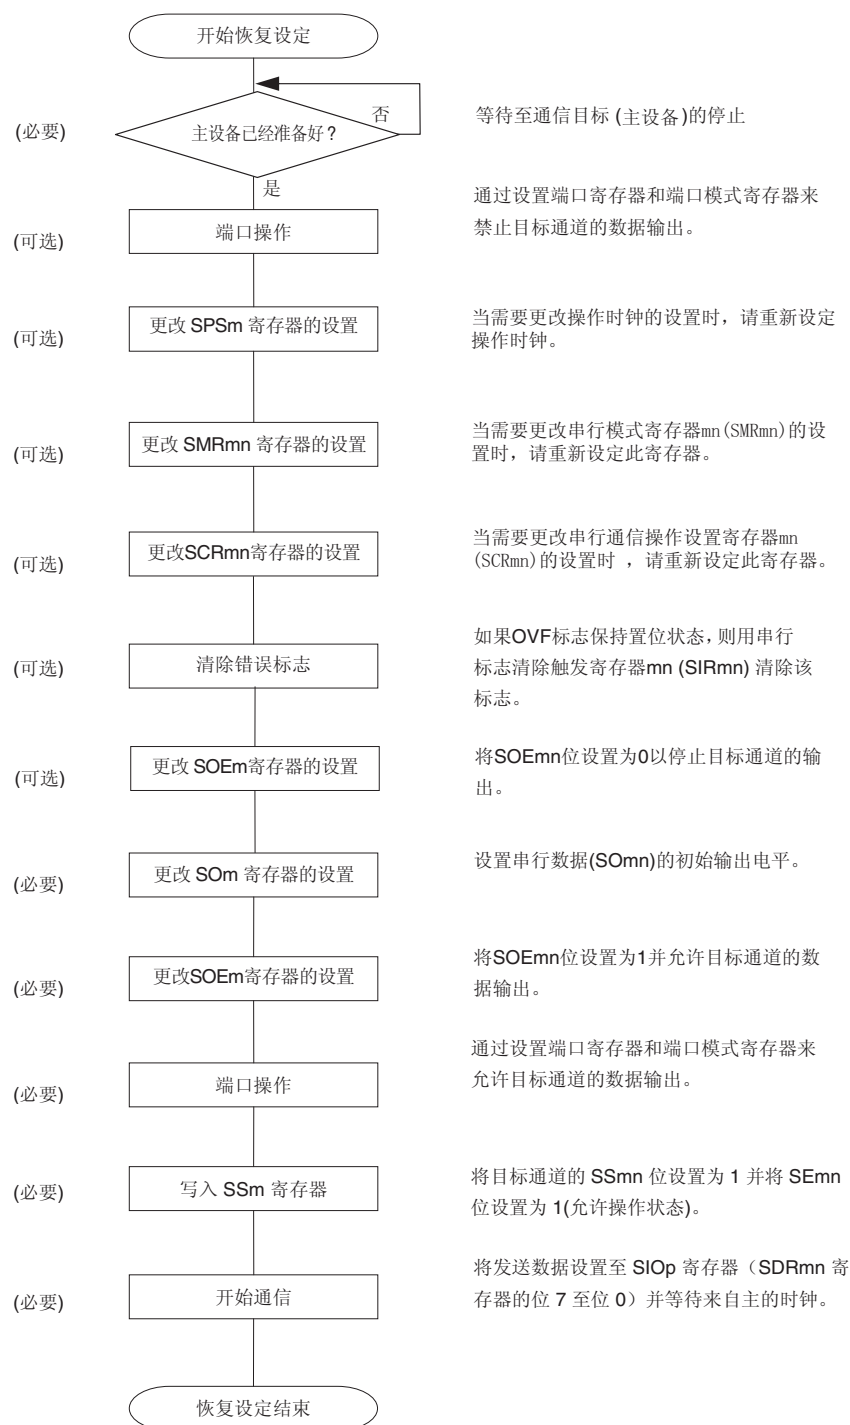 开始恢复设定
否
(必要)
主设备已经准备好?
等待至通信目标 (主设备)的停止
是
(可选)
端口操作
通过设置端口寄存器和端口模式寄存器来
禁止目标通道的数据输出。
(可选)
更改 SPSm 寄存器的设置
当需要更改操作时钟的设置时，请重新设定
操作时钟。
(可选)
更改 SMRmn 寄存器的设置
当需要更改串行模式寄存器mn(SMRmn)的设
置时，请重新设定此寄存器。
(可选)
更改SCRmn寄存器的设置
当需要更改串行通信操作设置寄存器mn
(SCRmn)的设置时 ，请重新设定此寄存器。
(可选)
清除错误标志
如果OVF标志保持置位状态，则用串行
标志清除触发寄存器mn (SIRmn) 清除该
标志。
(可选)
更改 SOEm寄存器的设置
将SOEmn位设置为0以停止目标通道的输
出。
(必要)
更改 SOm 寄存器的设置
设置串行数据(SOmn)的初始输出电平。
(必要)
更改SOEm寄存器的设置
将SOEmn位设置为1并允许目标通道的数
据输出。
(必要)
端口操作
通过设置端口寄存器和端口模式寄存器来
允许目标通道的数据输出。
(必要)
写入 SSm 寄存器
将目标通道的 SSmn 位设置为 1 并将 SEmn
位设置为 1(允许操作状态)。
(必要)
开始通信
将发送数据设置至 SIOp 寄存器（SDRmn 寄
存器的位 7 至位 0）并等待来自主的时钟。
恢复设定结束